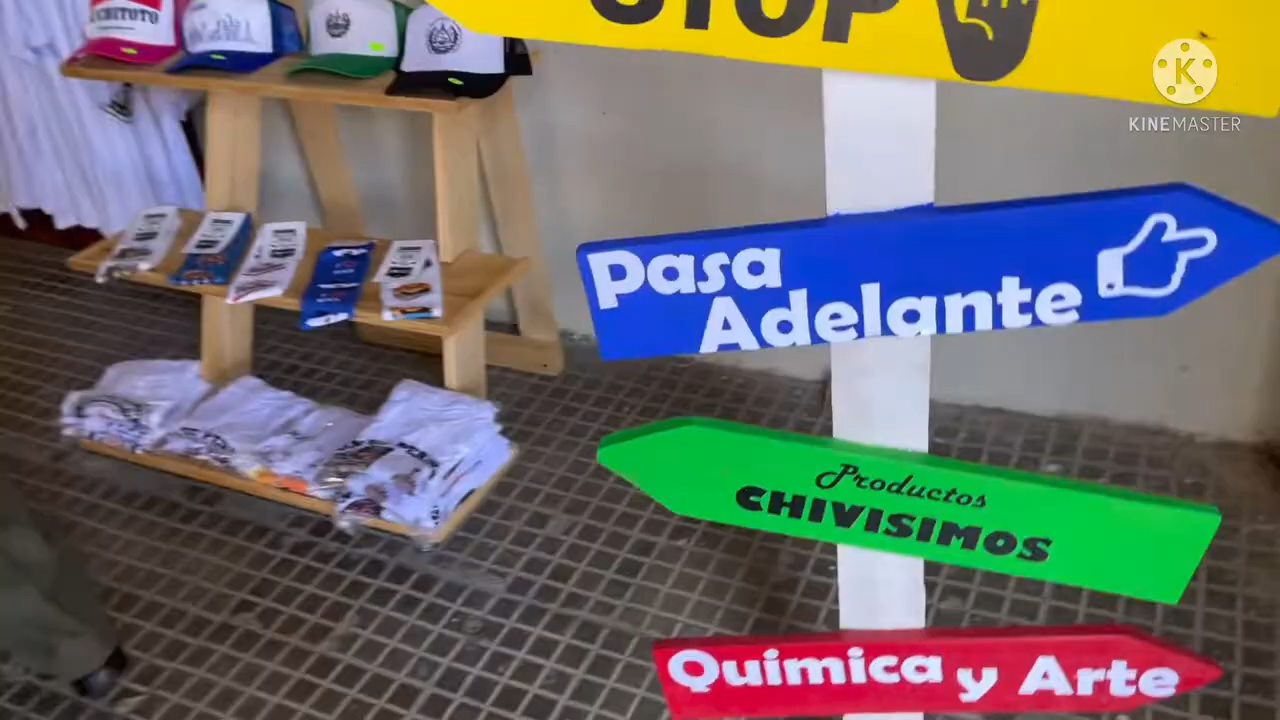 STOP
KINEMASTER
Pasa
Adelante
Productos
CHIVISIMOS
Quimica y Arte